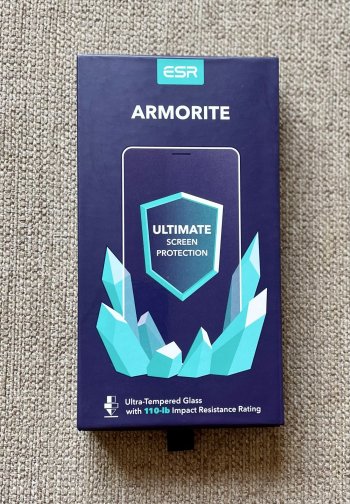 ESR
ARMORITE
ULTIMATE
SCREEN
PROTECTION
Ultra-Tempered Glass
with 110-lb Impact Resistance Rating